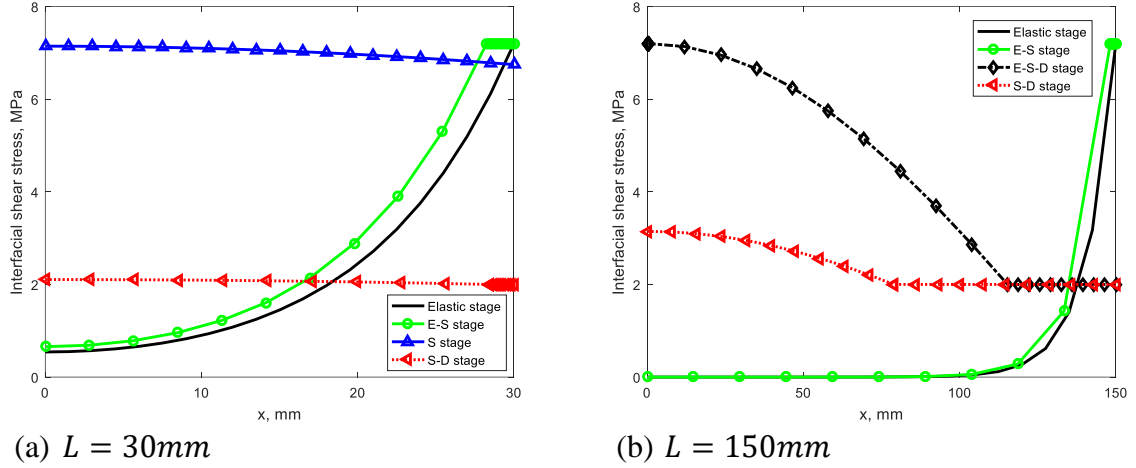 8
6
4
2
0
Interfacial shear stress, MPa
Elastic stage
E-S stage
S stage
S-D stage
0
10
20
30
x, mm
(a) L = 30mm
8
6
4
2
0
Interfacial shear stress, MPa
Elastic stage
E-S stage
E-S-D stage
S-D stage
0
50
100
150
x, mm
(b) L = 150mm